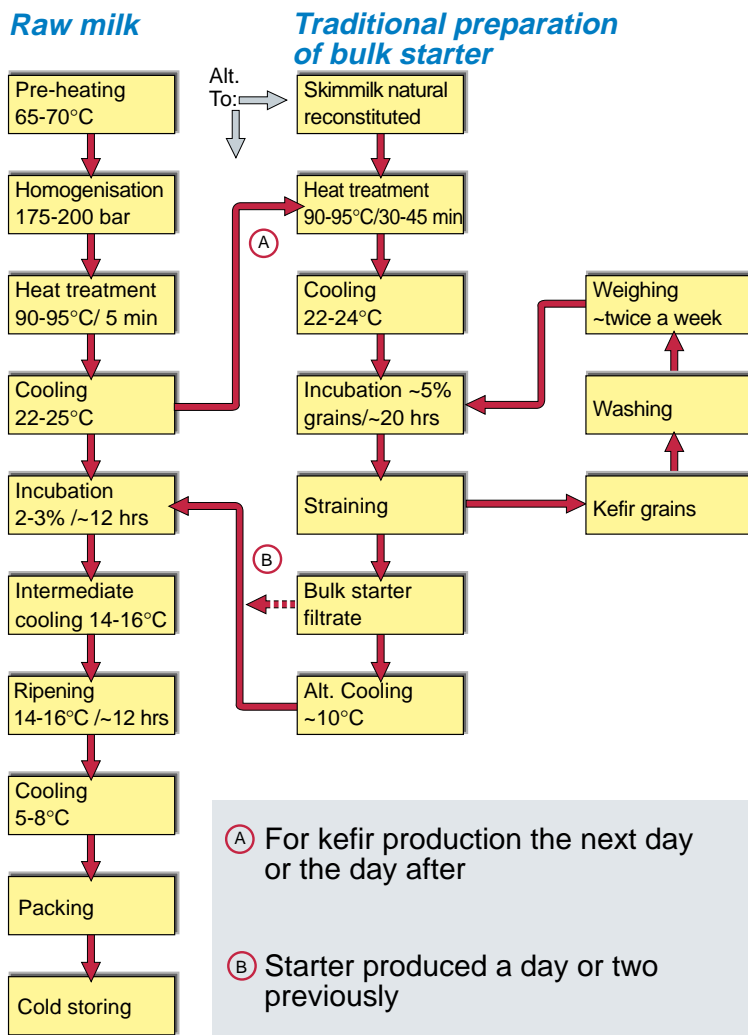 Raw milk
Traditional preparation
of bulk starter
Alt.
To:
Pre-heating
65-70°C
Homogenisation
175-200 bar
Heat treatment
90-95°C/ 5 min
Cooling
22-25°C
Incubation
2-3% /~12 hrs
Intermediate
cooling 14-16°C
Ripening
14-16°C /~12 hrs
Cooling
5-8°C
Packing
Cold storing
A
B
Skimmilk natural
reconstituted
Heat treatment
90-95°C/30-45 min
Cooling
22-24°C
Incubation ~5%
grains/~20 hrs
Straining
Bulk starter
filtrate
Alt. Cooling
~10°C
Weighing
~twice a week
Washing
Kefir grains
A For kefir production the next day
or the day after
B Starter produced a day or two
previously